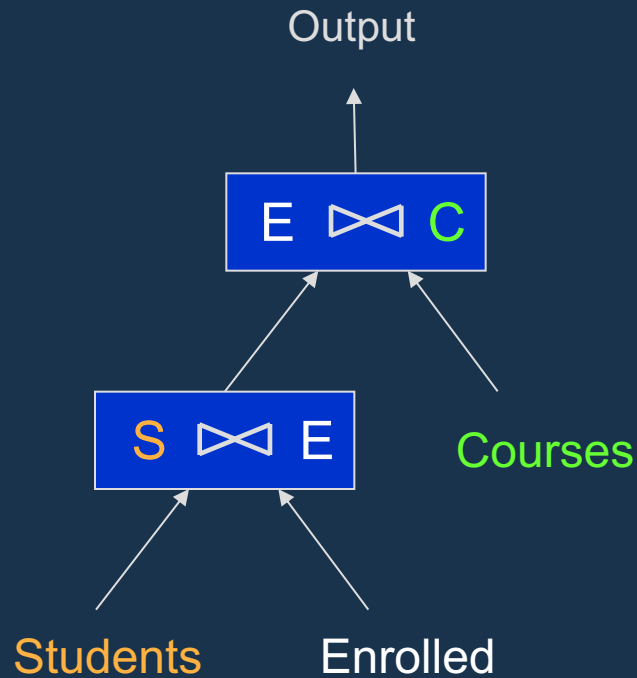 Output
E ⋈ C
S ⋈ E
Courses
Students Enrolled